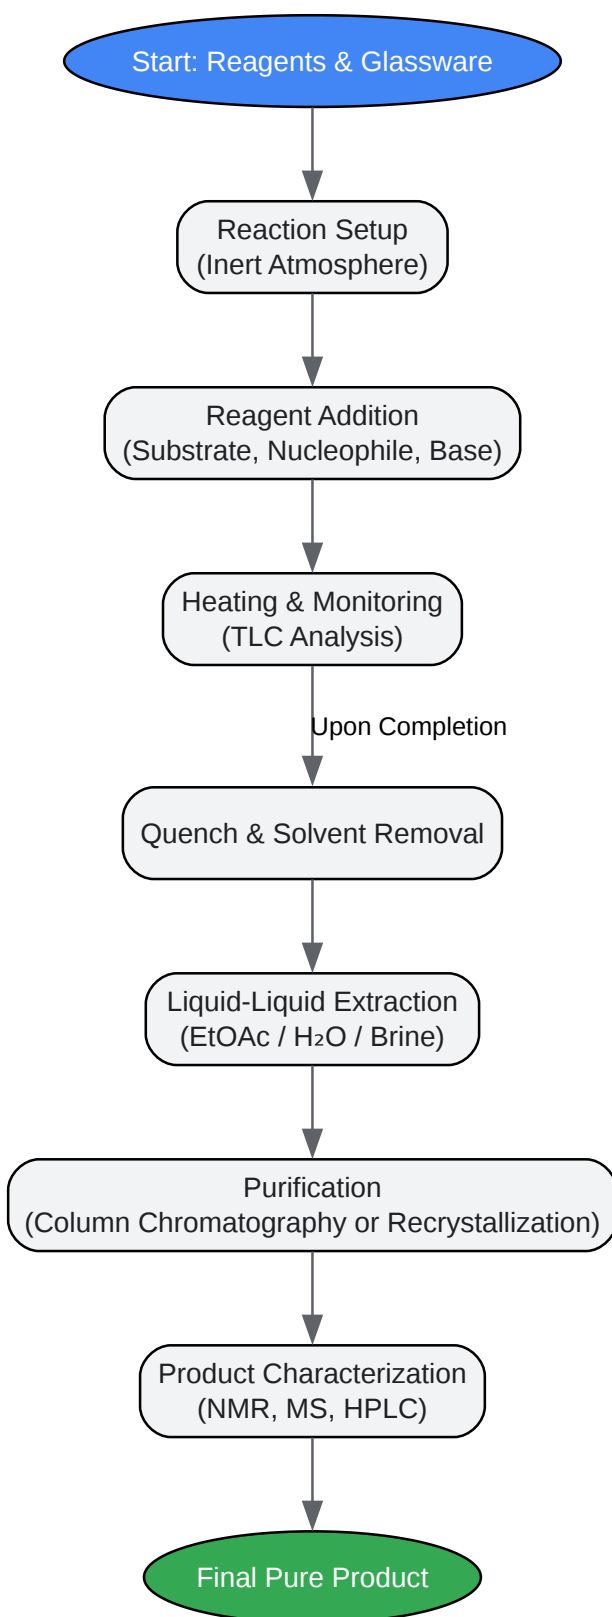 Start: Reagents & Glassware
Reaction Setup
(Inert Atmosphere)
Reagent Addition
(Substrate, Nucleophile, Base)
Heating & Monitoring
(TLC Analysis)
Upon Completion
Quench & Solvent Removal
Liquid-Liquid Extraction
(EtOAc / H₂O / Brine)
Purification
(Column Chromatography or Recrystallization)
Product Characterization
(NMR, MS, HPLC)
Final Pure Product